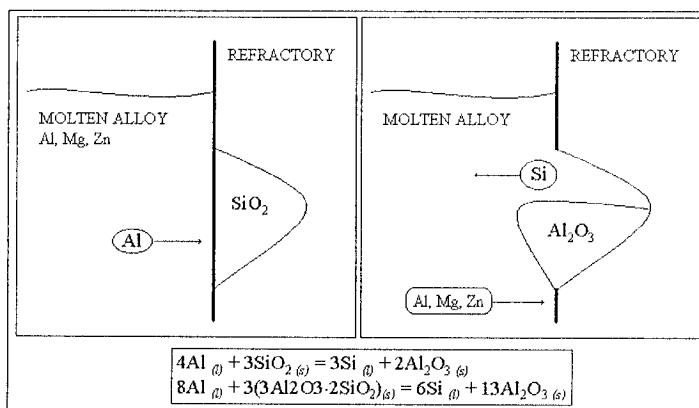 REFRACTORY
MOLTEN ALLOY
Al, Mg, Zn
SiO₂
Al
REFRACTORY
MOLTEN ALLOY
Si
Al₂O₃
Al, Mg, Zn
4Al (l) + 3SiO₂ (s) = 3Si (l) + 2Al₂O₃ (s)
8Al (l) + 3(3Al2O3·2SiO₂)(s) = 6Si (l) + 13Al₂O₃ (s)